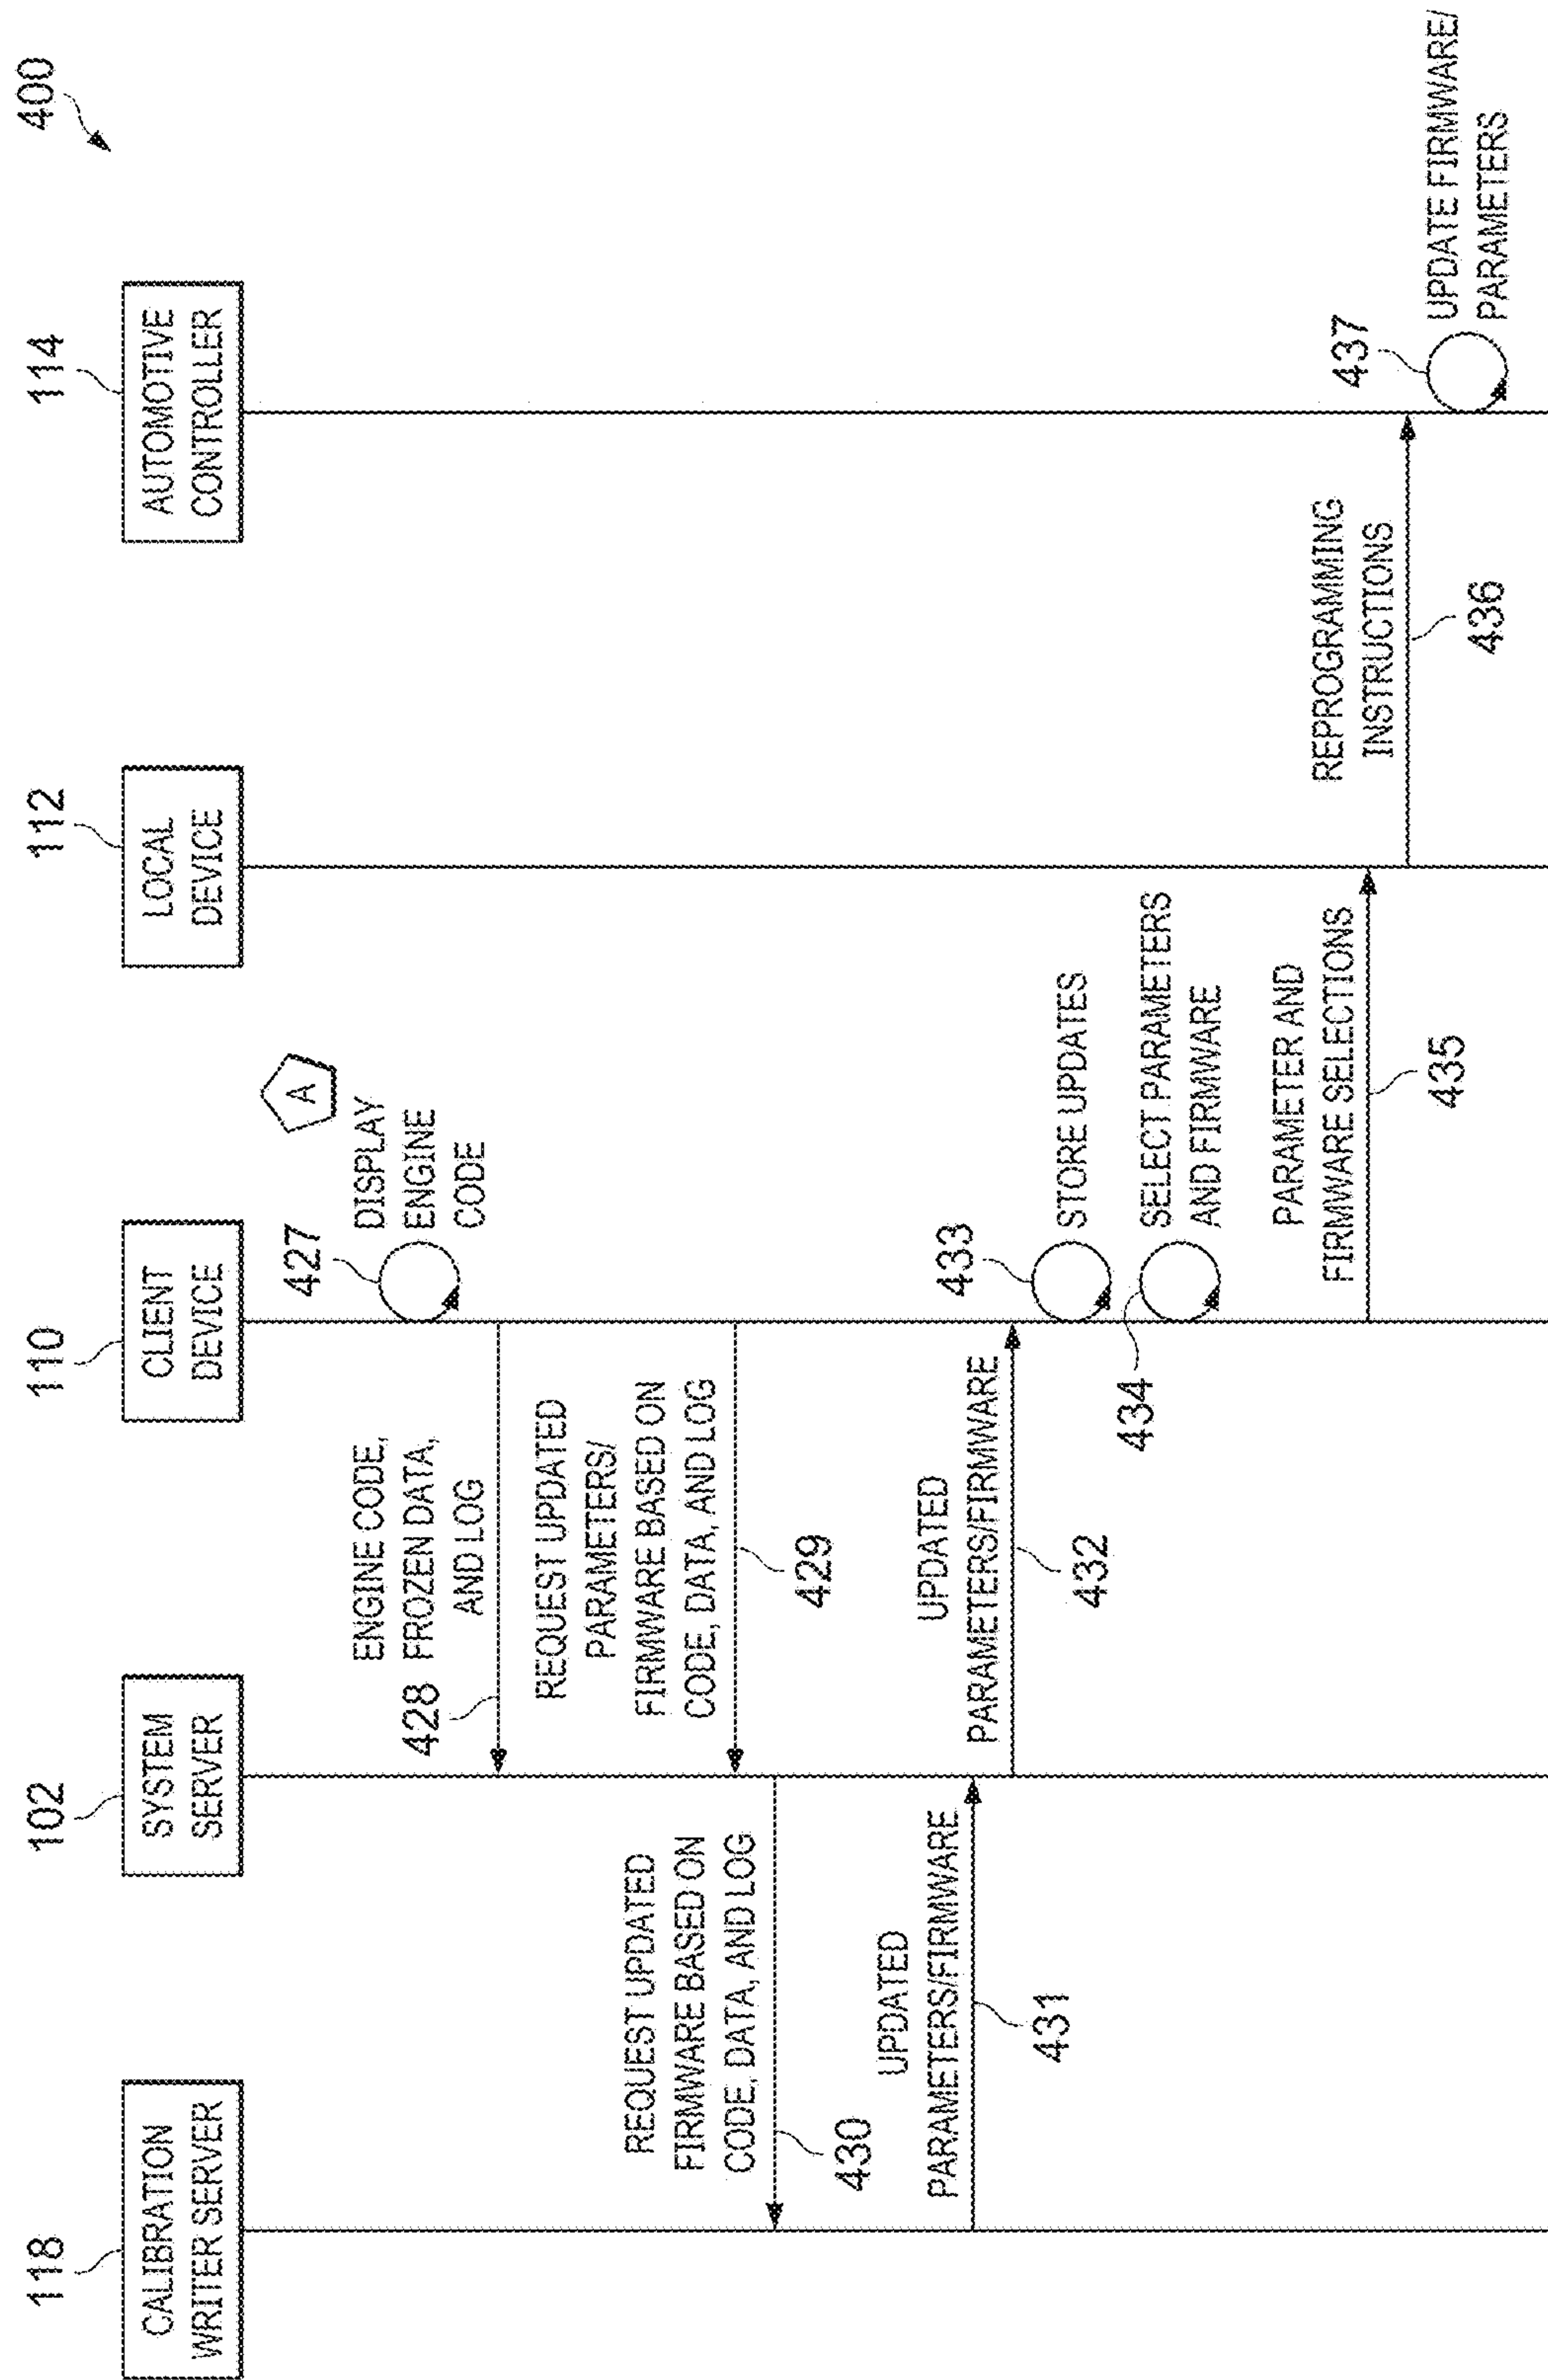 400
118
CALIBRATION
WRITER SERVER
102
SYSTEM
SERVER
110
CLIENT
DEVICE
112
LOCAL
DEVICE
114
AUTOMOTIVE
CONTROLLER
A
427
DISPLAY
ENGINE
CODE
ENGINE CODE,
428 FROZEN DATA,
AND LOG
REQUEST UPDATED
PARAMETERS/
FIRMWARE BASED ON
CODE, DATA, AND LOG
429
REQUEST UPDATED
FIRMWARE BASED ON
CODE, DATA, AND LOG
430
UPDATED
PARAMETERS/FIRMWARE
431
UPDATED
PARAMETERS/FIRMWARE
432
433
STORE UPDATES
434
SELECT PARAMETERS
AND FIRMWARE
PARAMETER AND
FIRMWARE SELECTIONS
435
REPROGRAMMING
INSTRUCTIONS
436
437
UPDATE FIRMWARE/
PARAMETERS